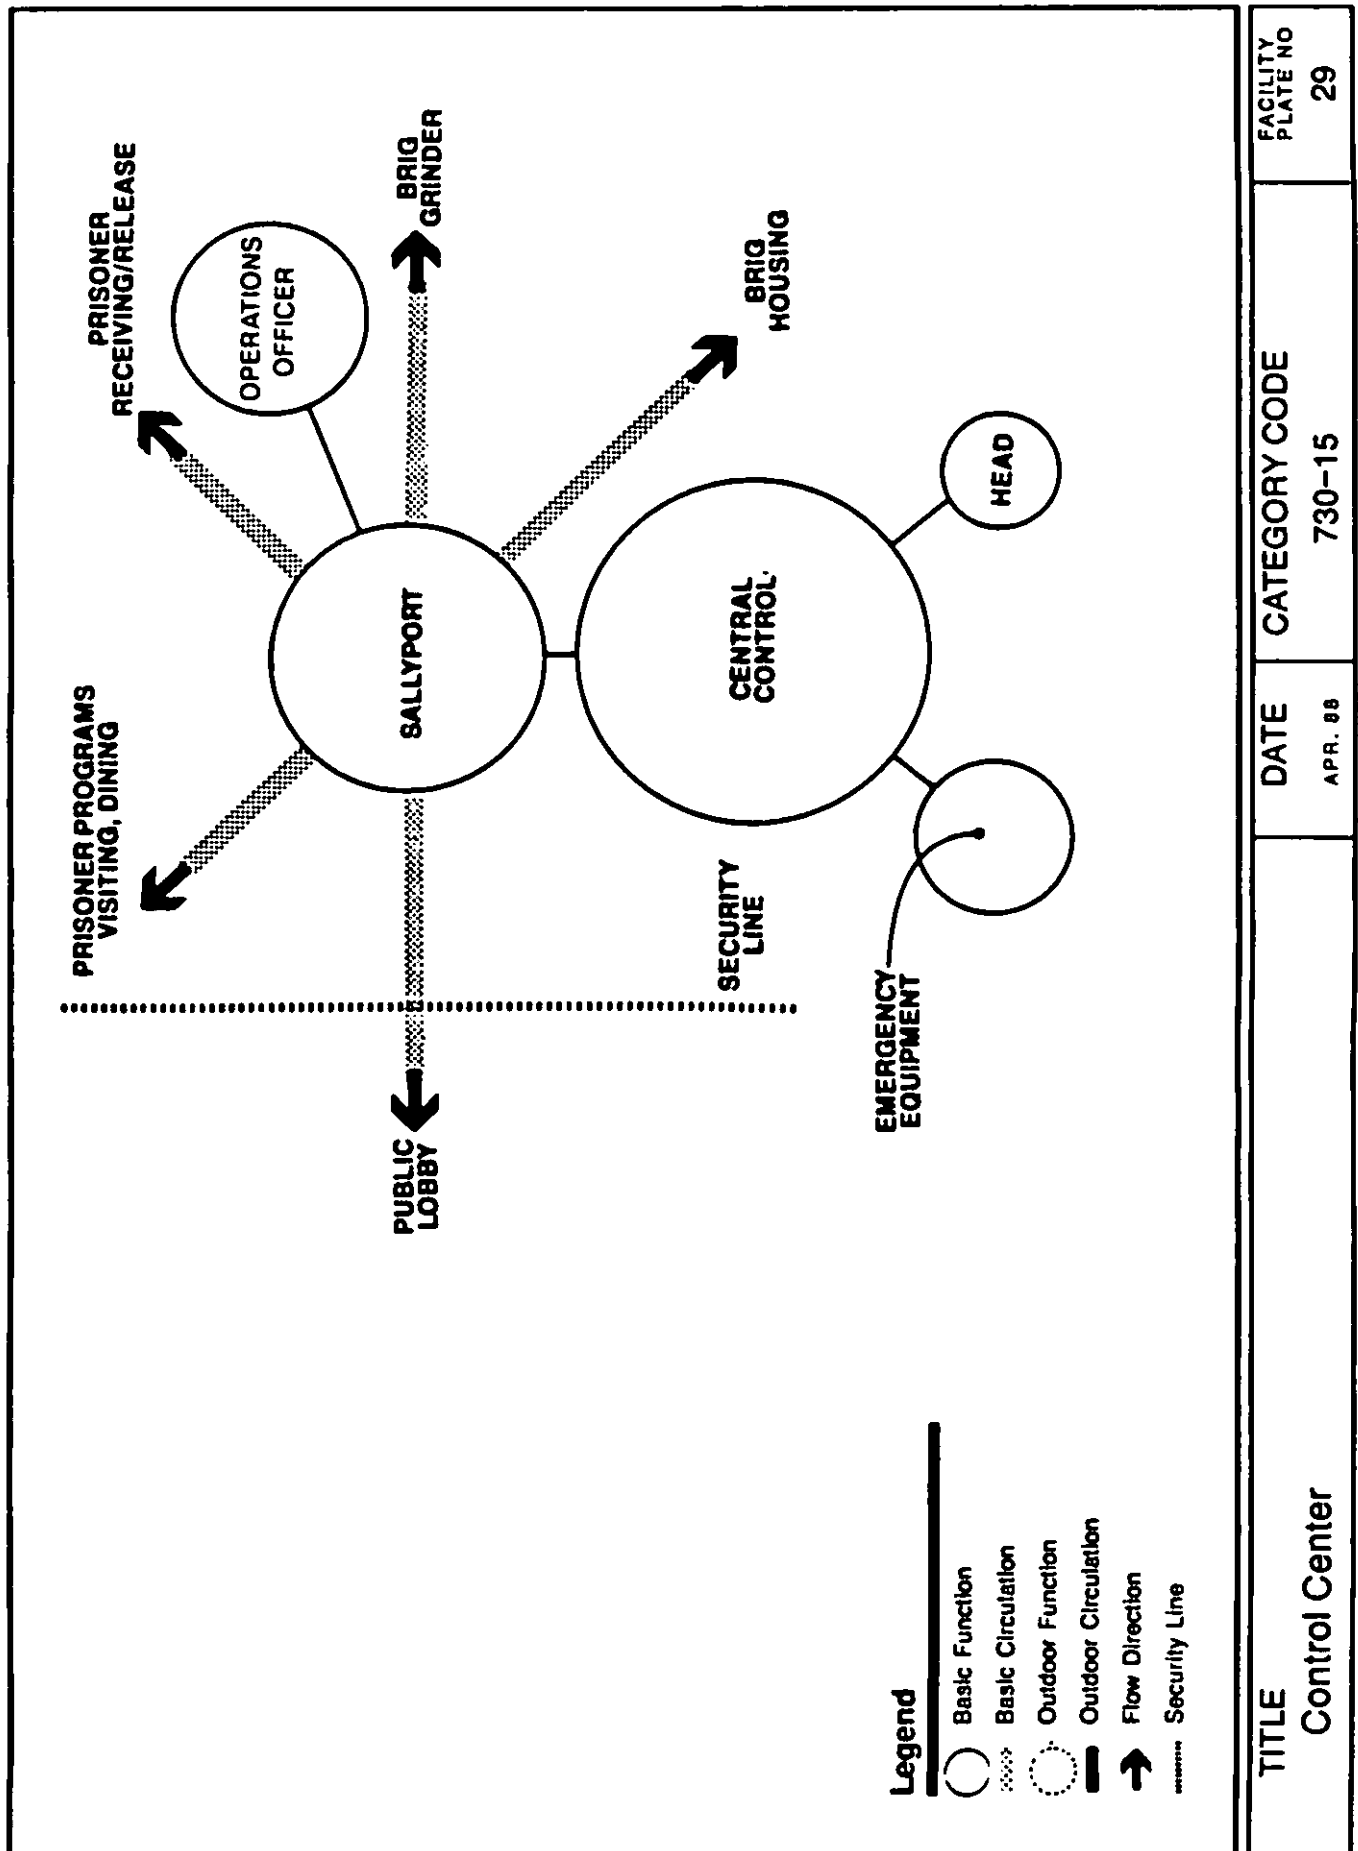 PRISONER PROGRAMS
VISITING, DINING
PRISONER
RECEIVING/RELEASE
OPERATIONS
OFFICER
PUBLIC
LOBBY
SALLYPORT
BRIG
GRINDER
SECURITY
LINE
CENTRAL
CONTROL
BRIG
HOUSING
EMERGENCY
EQUIPMENT
HEAD
Legend
Basic Function
Basic Circulation
Outdoor Function
Outdoor Circulation
Flow Direction
Security Line
TITLE
Control Center
DATE
APR. 88
CATEGORY CODE
730-15
FACILITY
PLATE NO
29